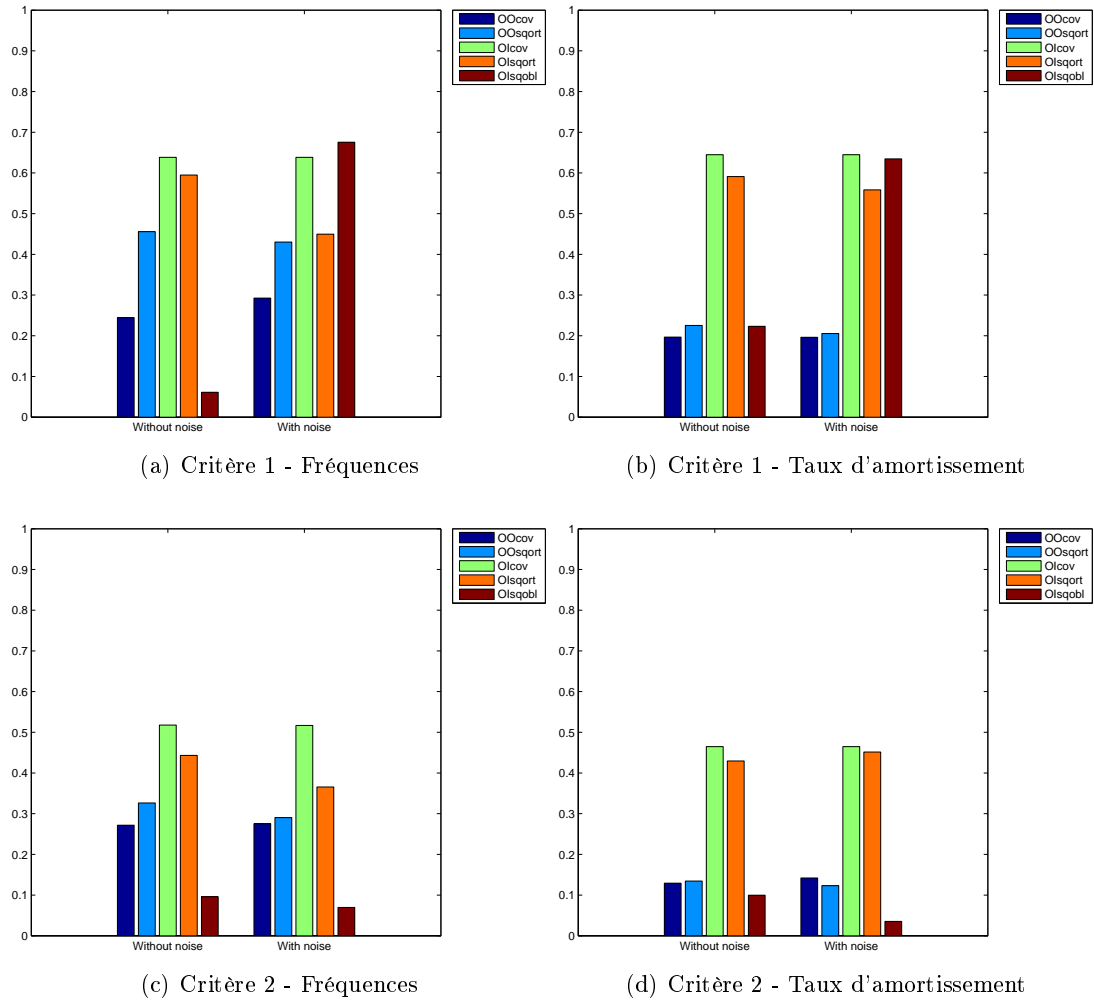 1
0.9
0.8
0.7
0.6
0.5
0.4
0.3
0.2
0.1
0
Without noise
With noise
OOcov
OOsqort
OIcov
OIsqort
OIsqobl
(a) Critère 1 - Fréquences
1
0.9
0.8
0.7
0.6
0.5
0.4
0.3
0.2
0.1
0
Without noise
With noise
OOcov
OOsqort
OIcov
OIsqort
OIsqobl
(b) Critère 1 - Taux d'amortissement
1
0.9
0.8
0.7
0.6
0.5
0.4
0.3
0.2
0.1
0
Without noise
With noise
OOcov
OOsqort
OIcov
OIsqort
OIsqobl
(c) Critère 2 - Fréquences
1
0.9
0.8
0.7
0.6
0.5
0.4
0.3
0.2
0.1
0
Without noise
With noise
OOcov
OOsqort
OIcov
OIsqort
OIsqobl
(d) Critère 2 - Taux d'amortissement